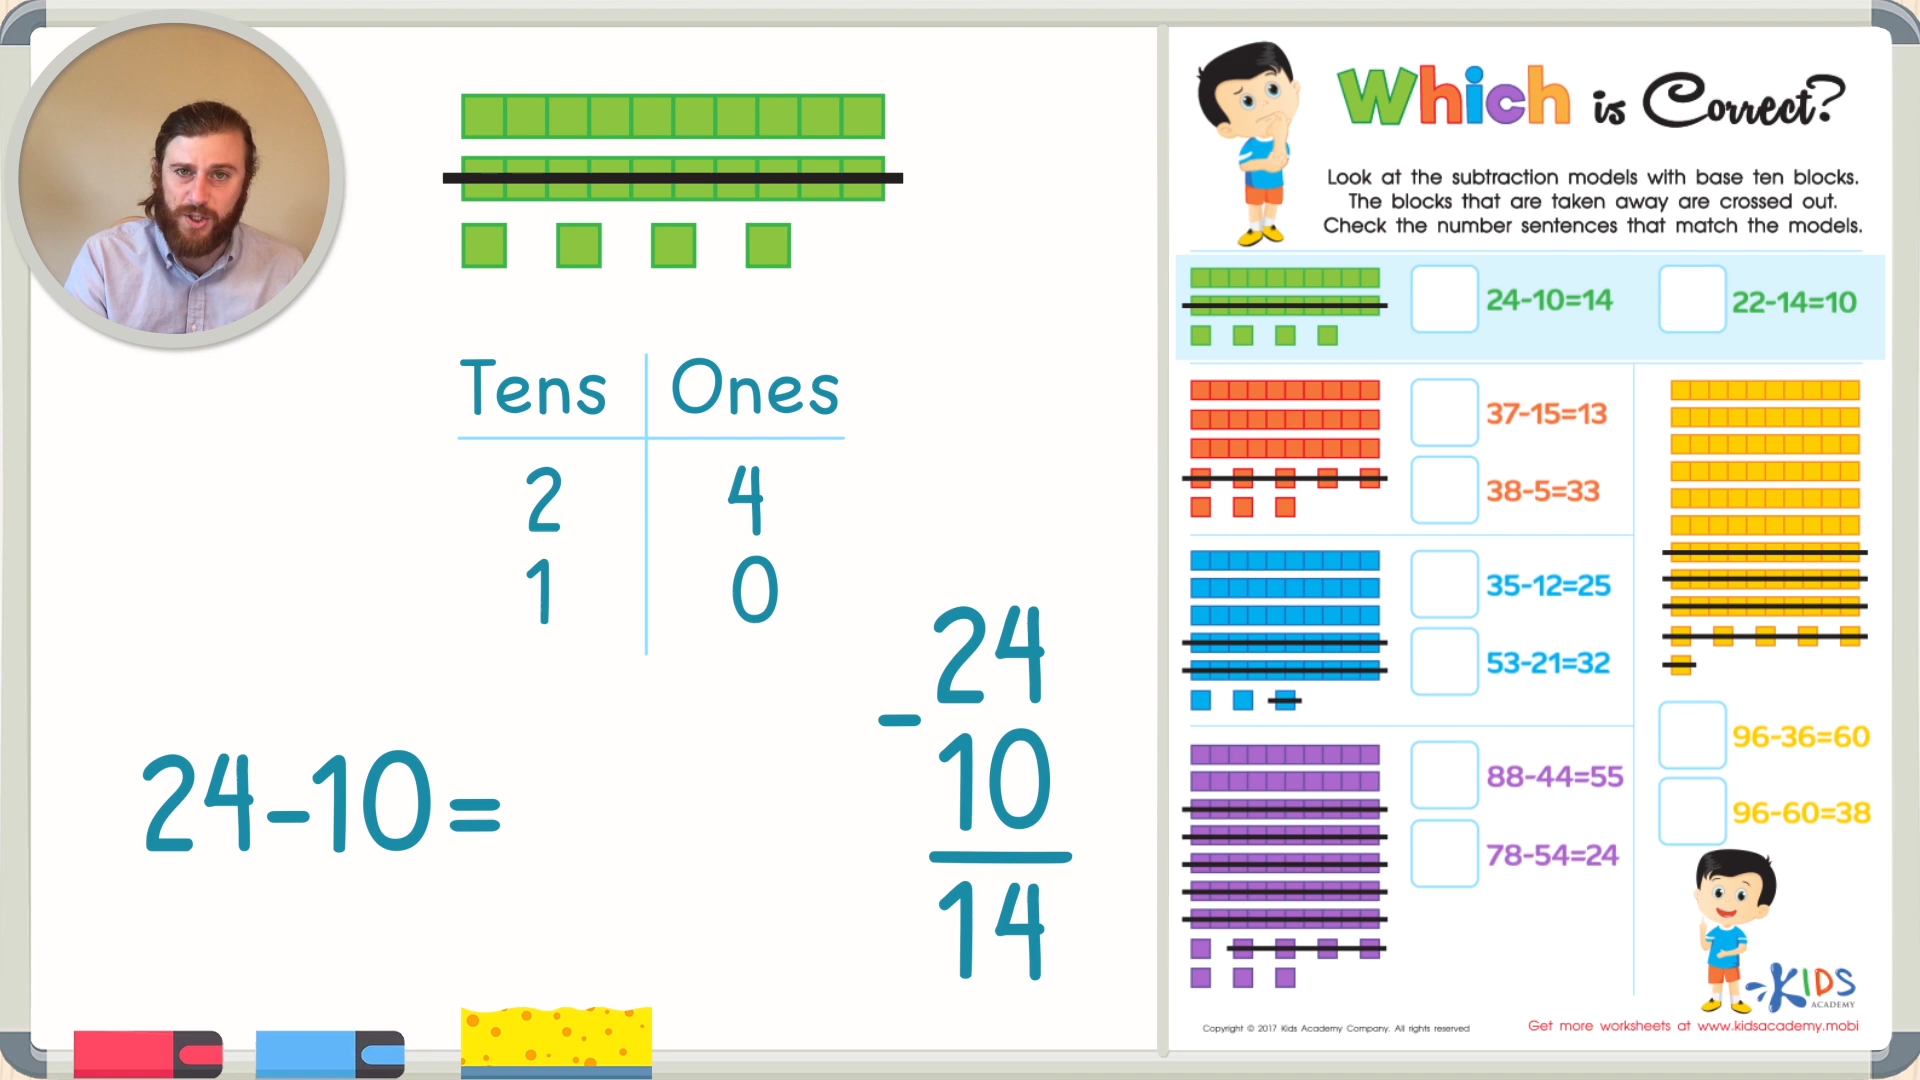 Tens Ones
2 4
1 0
24-10=
24
- 10
14
Which is Correct?
Look at the subtraction models with base ten blocks.
The blocks that are taken away are crossed out.
Check the number sentences that match the models.
24-10=14
22-14=10
37-15=13
38-5=33
35-12=25
53-21=32
88-44=55
78-54=24
96-36=60
96-60=38
KIDS
ACADEMY
Copyright © 2017 Kids Academy Company. All rights reserved
Get more worksheets at www.kidsacademy.mobi